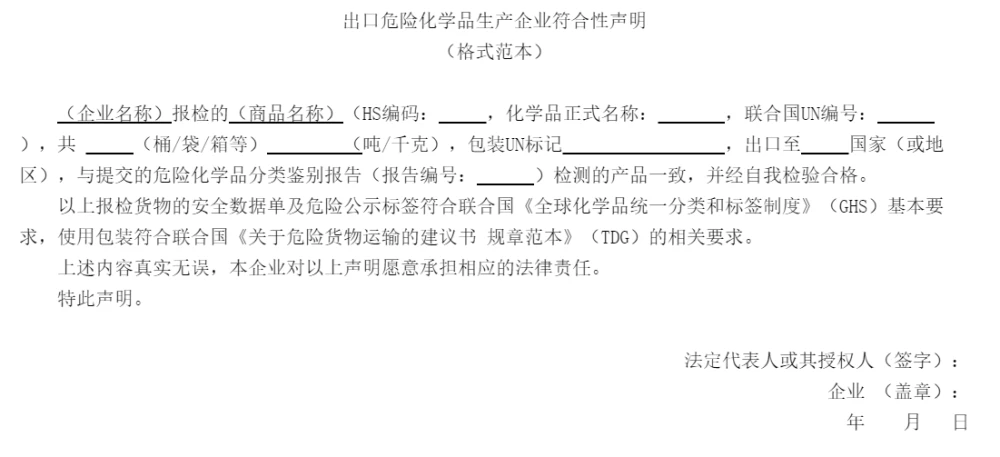 出口危险化学品生产企业符合性声明
（格式范本）
（企业名称）报检的（商品名称）（HS编码：_____，化学品正式名称：_______，联合国UN编号：______
），共 _____（桶/袋/箱等）__________（吨/千克），包装UN标记_________________，出口至_____国家（或地
区），与提交的危险化学品分类鉴别报告（报告编号：______）检测的产品一致，并经自我检验合格。
以上报检货物的安全数据单及危险公示标签符合联合国《全球化学品统一分类和标签制度》（GHS）基本要
求，使用包装符合联合国《关于危险货物运输的建议书 规章范本》（TDG）的相关要求。
上述内容真实无误，本企业对以上声明愿意承担相应的法律责任。
特此声明。
法定代表人或其授权人（签字）：
企业 （盖章）：
年 月 日